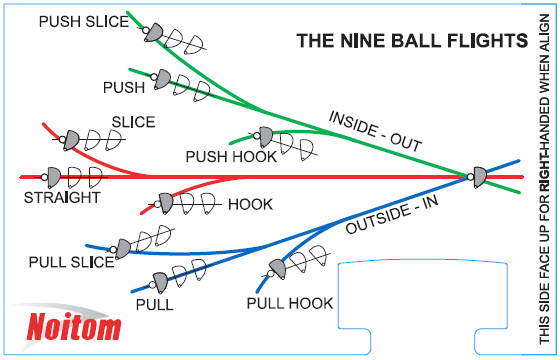 PUSH SLICE
THE NINE BALL FLIGHTS
PUSH
SLICE
INSIDE - OUT
PUSH HOOK
STRAIGHT
HOOK
OUTSIDE - IN
PULL SLICE
PULL
PULL HOOK
Noitom
THIS SIDE FACE UP FOR RIGHT-HANDED WHEN ALIGN